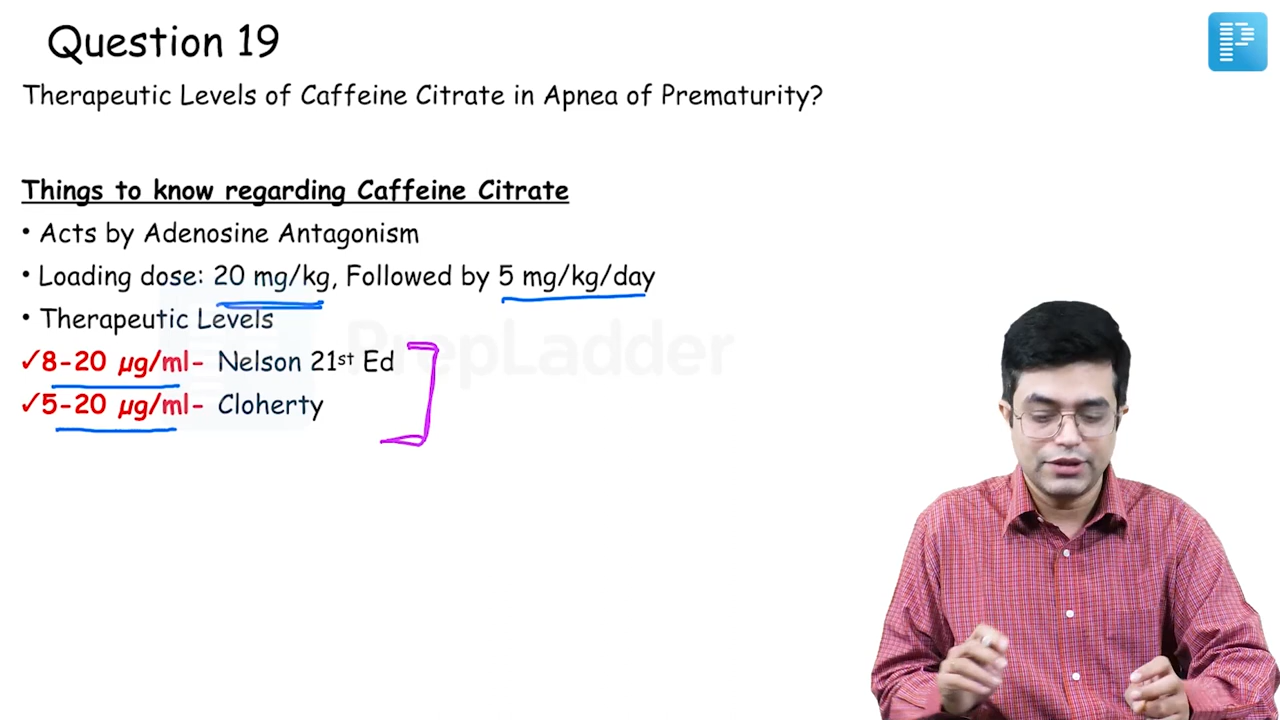 Question 19
Therapeutic Levels of Caffeine Citrate in Apnea of Prematurity?
Things to know regarding Caffeine Citrate
• Acts by Adenosine Antagonism
• Loading dose: 20 mg/kg, Followed by 5 mg/kg/day
• Therapeutic Levels
✓8-20 µg/ml- Nelson 21st Ed
✓5-20 µg/ml- Cloherty
PrepLadder